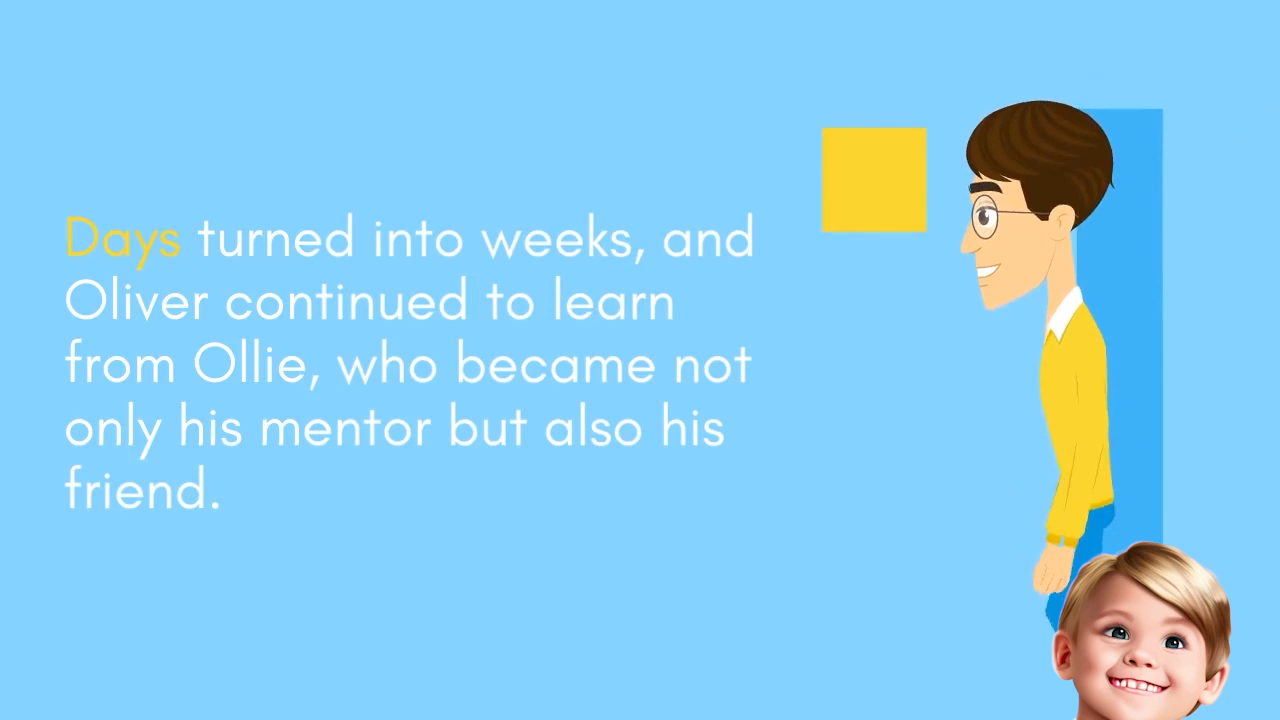 Days turned into weeks, and
Oliver continued to learn
from Ollie, who became not
only his mentor but also his
friend.